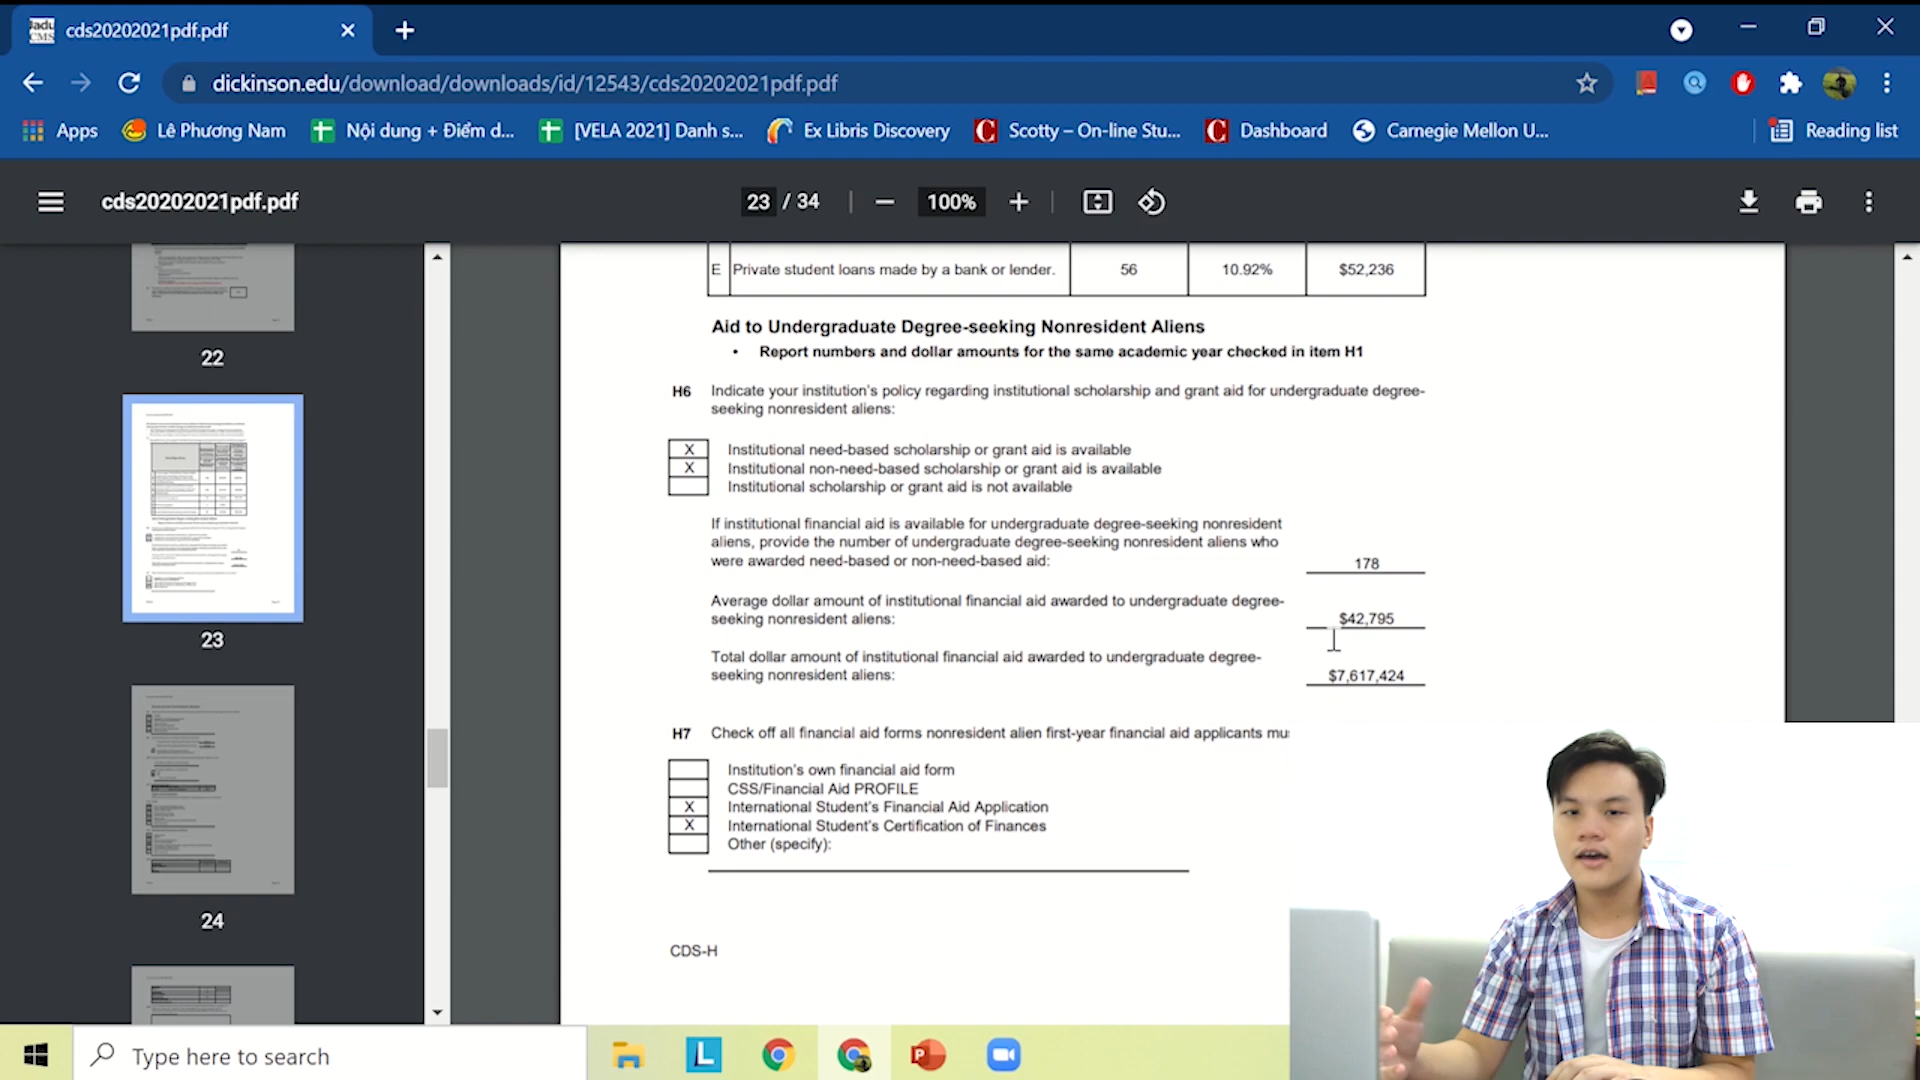 cds20202021pdf.pdf
dickinson.edu/download/downloads/id/12543/cds20202021pdf.pdf
Apps
Lê Phương Nam
Nội dung + Điểm d...
[VELA 2021] Danh s...
Ex Libris Discovery
Scotty – On-line Stu...
Dashboard
Carnegie Mellon U...
Reading list
cds20202021pdf.pdf
23 / 34
100%
22
23
24
E Private student loans made by a bank or lender. 56 10.92% $52,236
Aid to Undergraduate Degree-seeking Nonresident Aliens
• Report numbers and dollar amounts for the same academic year checked in item H1
H6 Indicate your institution's policy regarding institutional scholarship and grant aid for undergraduate degree-
seeking nonresident aliens:
X Institutional need-based scholarship or grant aid is available
X Institutional non-need-based scholarship or grant aid is available
Institutional scholarship or grant aid is not available
If institutional financial aid is available for undergraduate degree-seeking nonresident
aliens, provide the number of undergraduate degree-seeking nonresident aliens who
were awarded need-based or non-need-based aid: 178
Average dollar amount of institutional financial aid awarded to undergraduate degree-
seeking nonresident aliens: $42,795
Total dollar amount of institutional financial aid awarded to undergraduate degree-
seeking nonresident aliens: $7,617,424
H7 Check off all financial aid forms nonresident alien first-year financial aid applicants mu
Institution's own financial aid form
CSS/Financial Aid PROFILE
X International Student's Financial Aid Application
X International Student's Certification of Finances
Other (specify):
CDS-H
Type here to search